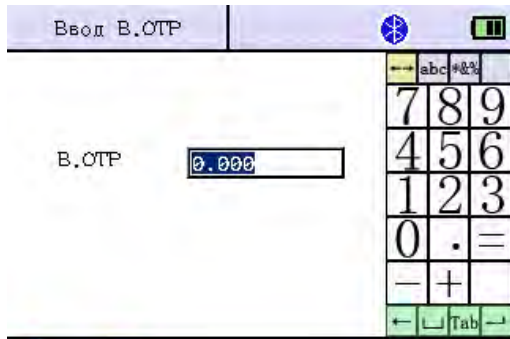 Ввод В.ОТР
←→ abc *&%
7 8 9
В.ОТР 0.000
4 5 6
1 2 3
0 . =
- +
← ⌴ Tab ↵